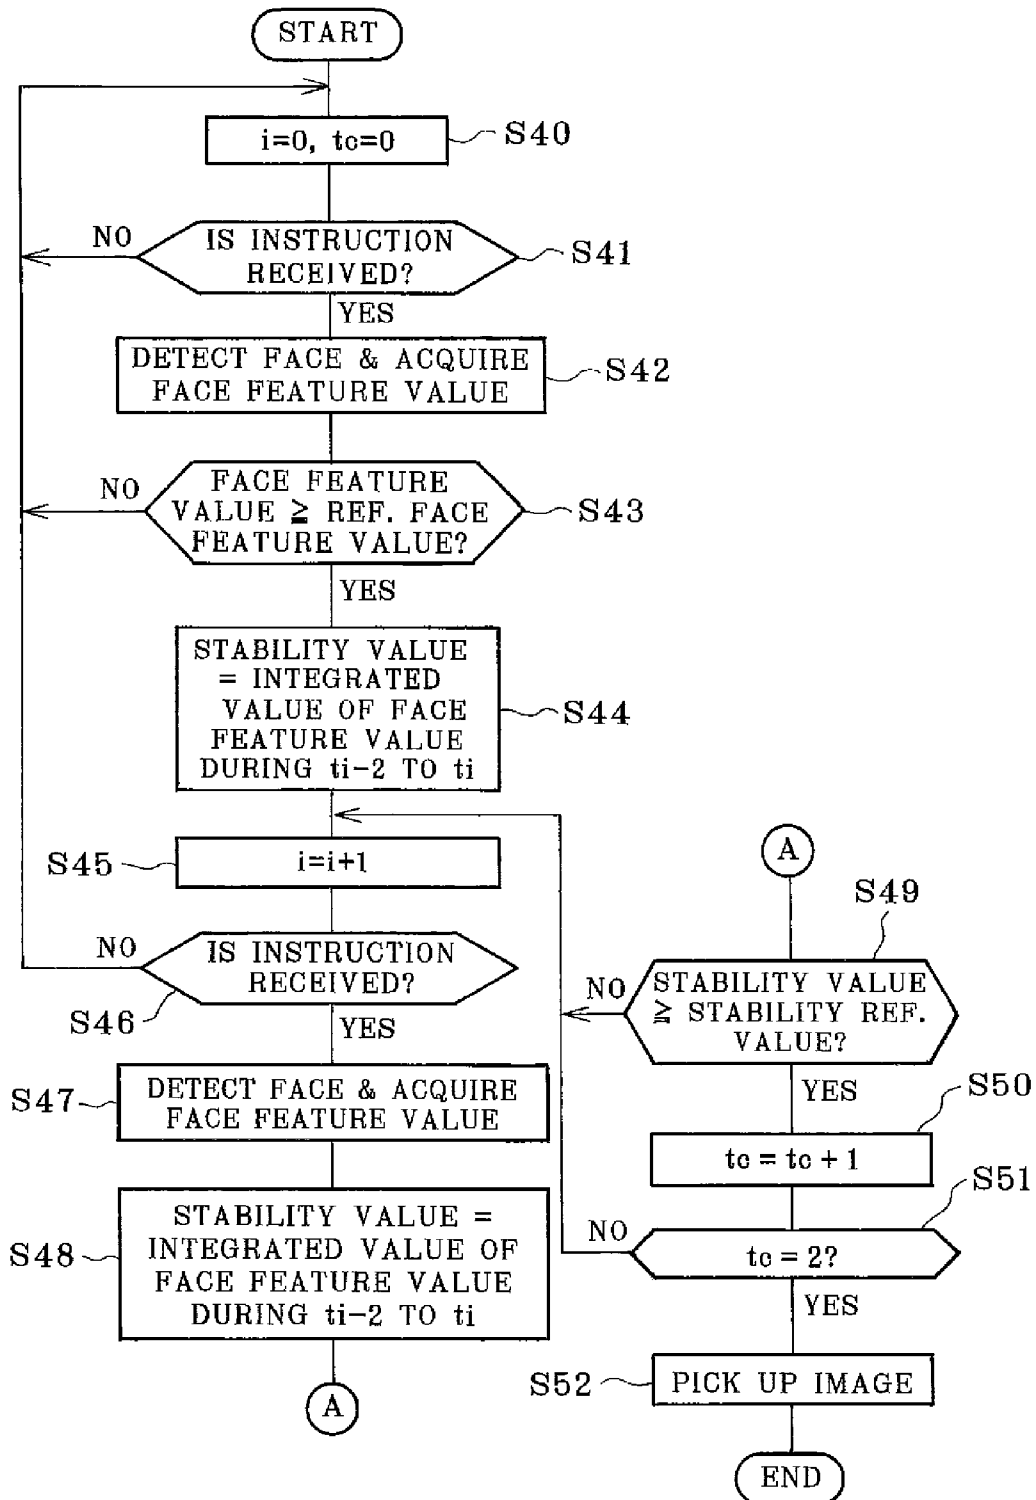 START
i=0, tc=0
S40
NO
IS INSTRUCTION
RECEIVED?
S41
YES
DETECT FACE & ACQUIRE
FACE FEATURE VALUE
S42
NO
FACE FEATURE
VALUE ≧ REF. FACE
FEATURE VALUE?
S43
YES
STABILITY VALUE
= INTEGRATED
VALUE OF FACE
FEATURE VALUE
DURING ti-2 TO ti
S44
S45
i=i+1
NO
IS INSTRUCTION
RECEIVED?
S46
YES
S47
DETECT FACE & ACQUIRE
FACE FEATURE VALUE
S48
STABILITY VALUE =
INTEGRATED VALUE OF
FACE FEATURE VALUE
DURING ti-2 TO ti
A
A
S49
NO
STABILITY VALUE
≧ STABILITY REF.
VALUE?
YES
S50
tc = tc + 1
S51
NO
tc = 2?
YES
S52
PICK UP IMAGE
END